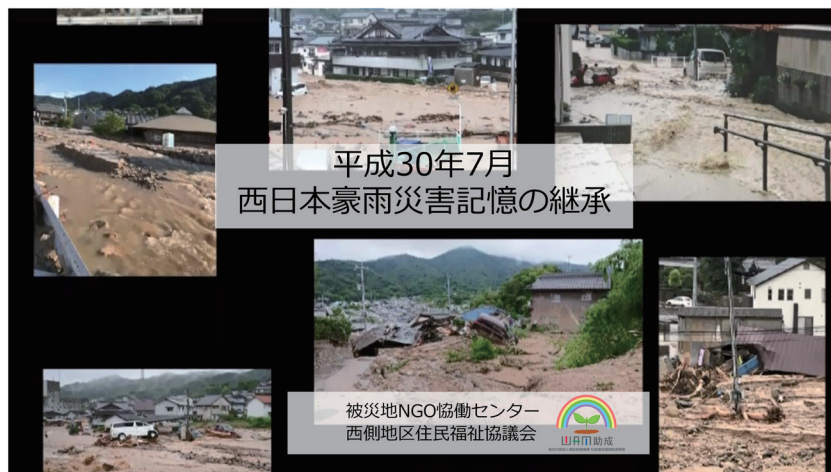 平成30年7月
西日本豪雨災害記憶の継承
被災地NGO恊働センター
西側地区住民福祉協議会
WAM助成